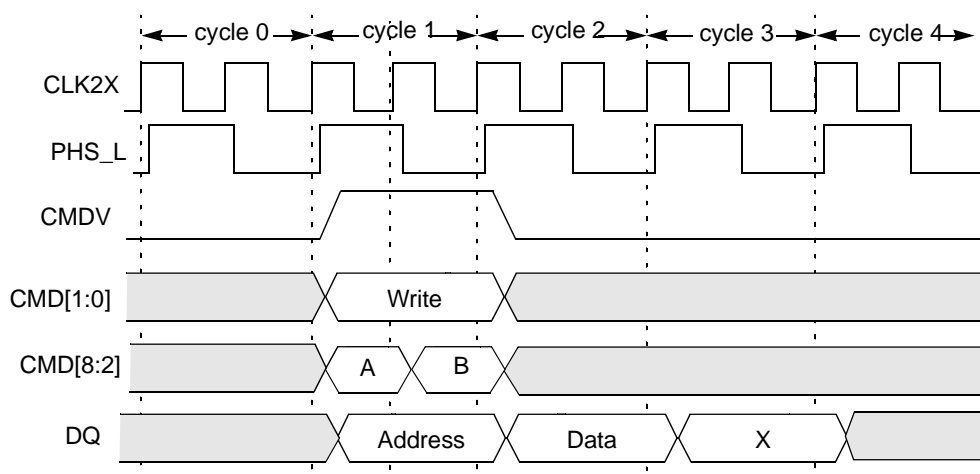 cycle 0 cycle 1 cycle 2 cycle 3 cycle 4
CLK2X
PHS_L
CMDV
CMD[1:0] Write
CMD[8:2] A B
DQ Address Data X